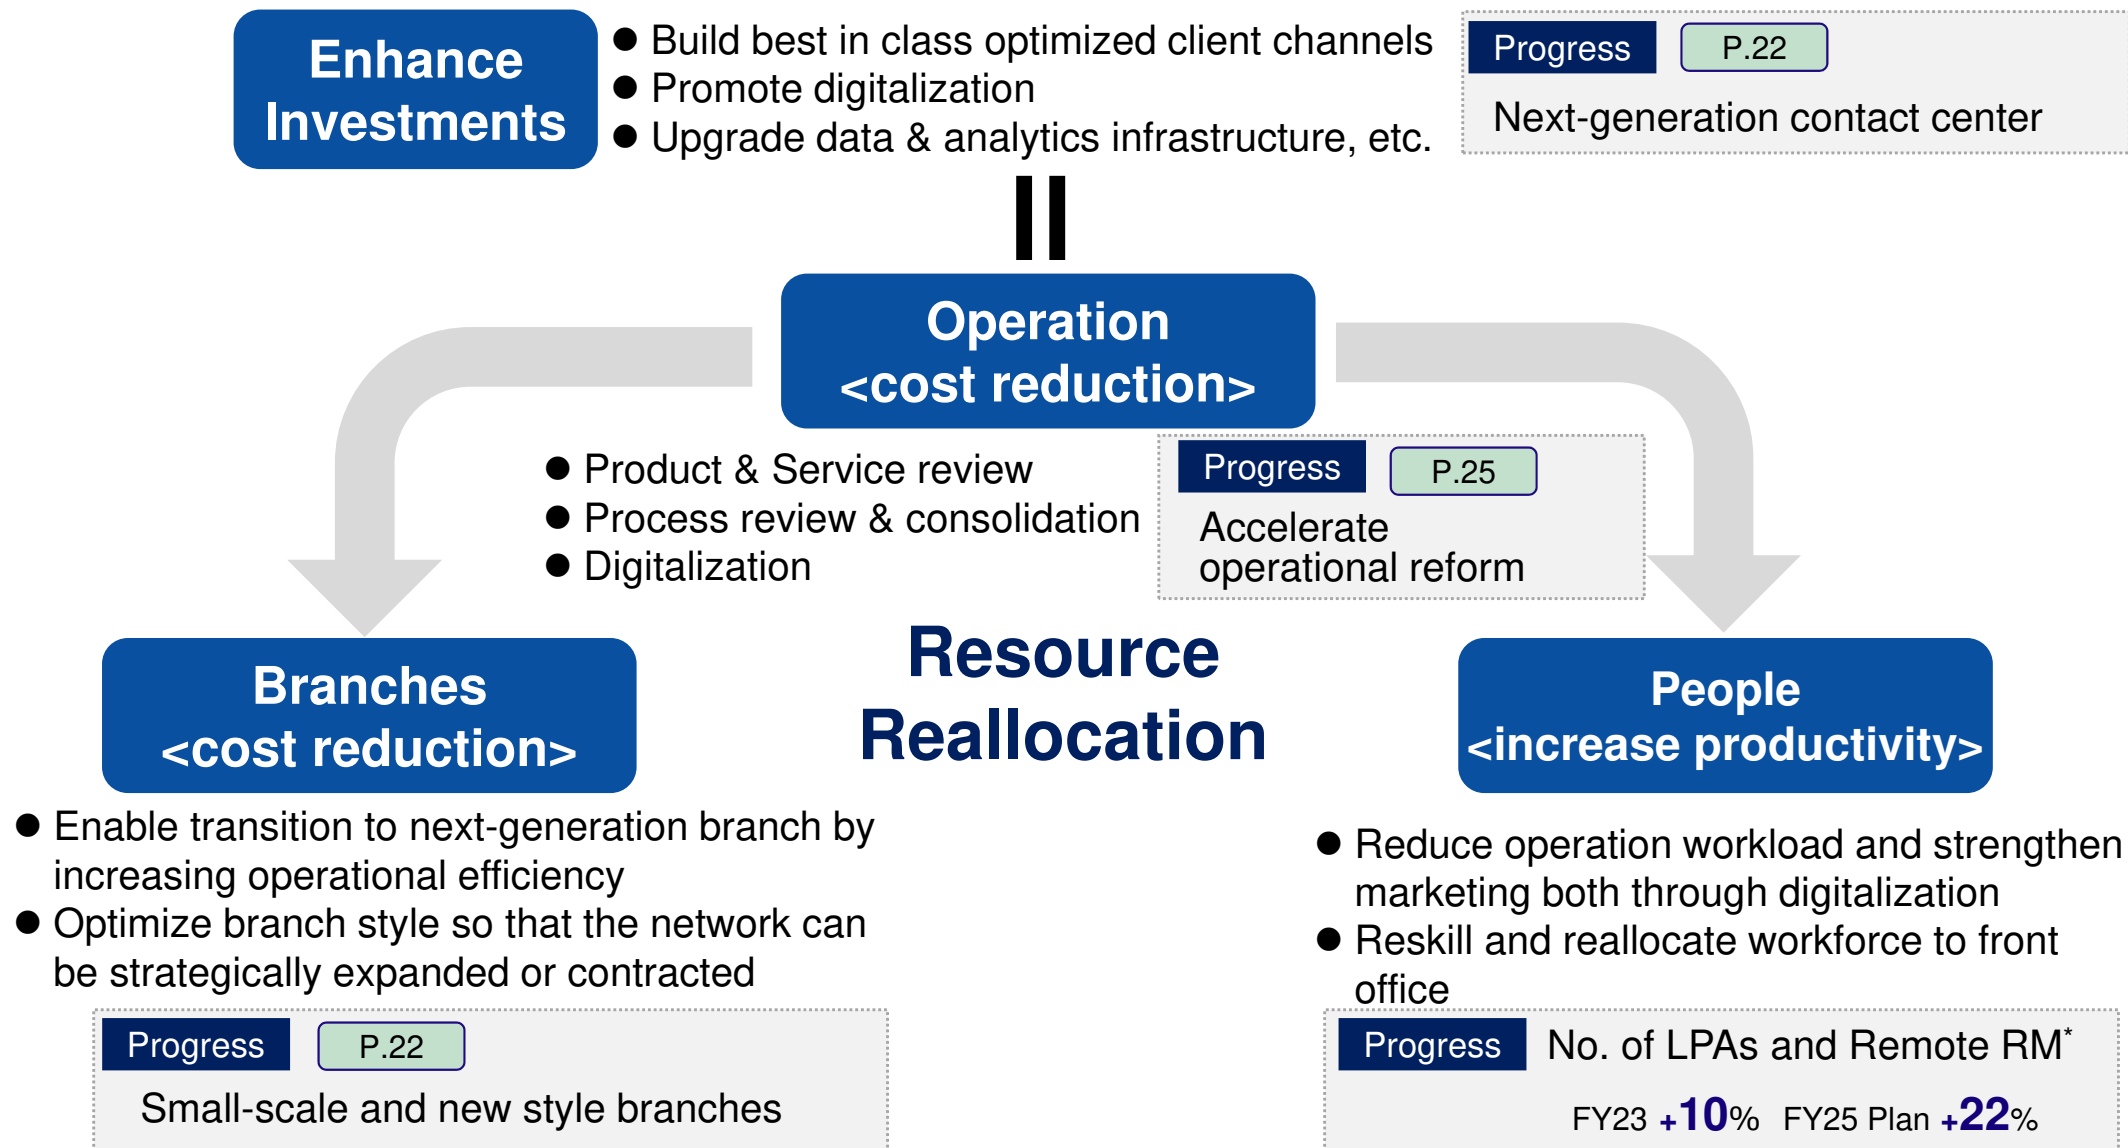 Enhance
Investments
● Build best in class optimized client channels
● Promote digitalization
● Upgrade data & analytics infrastructure, etc.
Progress P.22
Next-generation contact center
Operation
<cost reduction>
● Product & Service review
● Process review & consolidation
● Digitalization
Progress P.25
Accelerate
operational reform
Resource
Reallocation
Branches
<cost reduction>
● Enable transition to next-generation branch by
increasing operational efficiency
● Optimize branch style so that the network can
be strategically expanded or contracted
Progress P.22
Small-scale and new style branches
People
<increase productivity>
● Reduce operation workload and strengthen
marketing both through digitalization
● Reskill and reallocate workforce to front
office
Progress No. of LPAs and Remote RM*
FY23 +10% FY25 Plan +22%